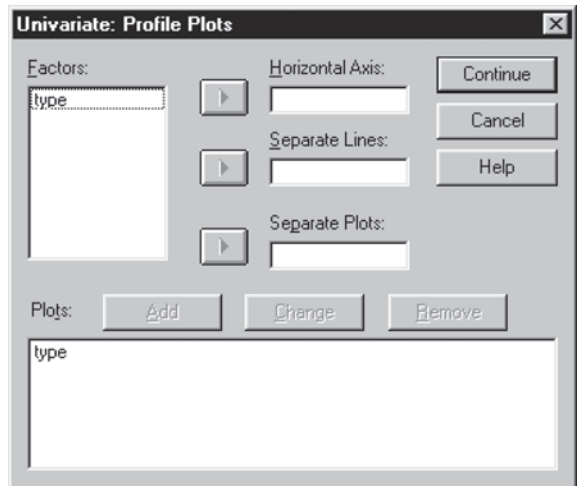 Univariate: Profile Plots
Factors:
type
Horizontal Axis:
Separate Lines:
Separate Plots:
Continue
Cancel
Help
Plots:
Add
Change
Remove
type